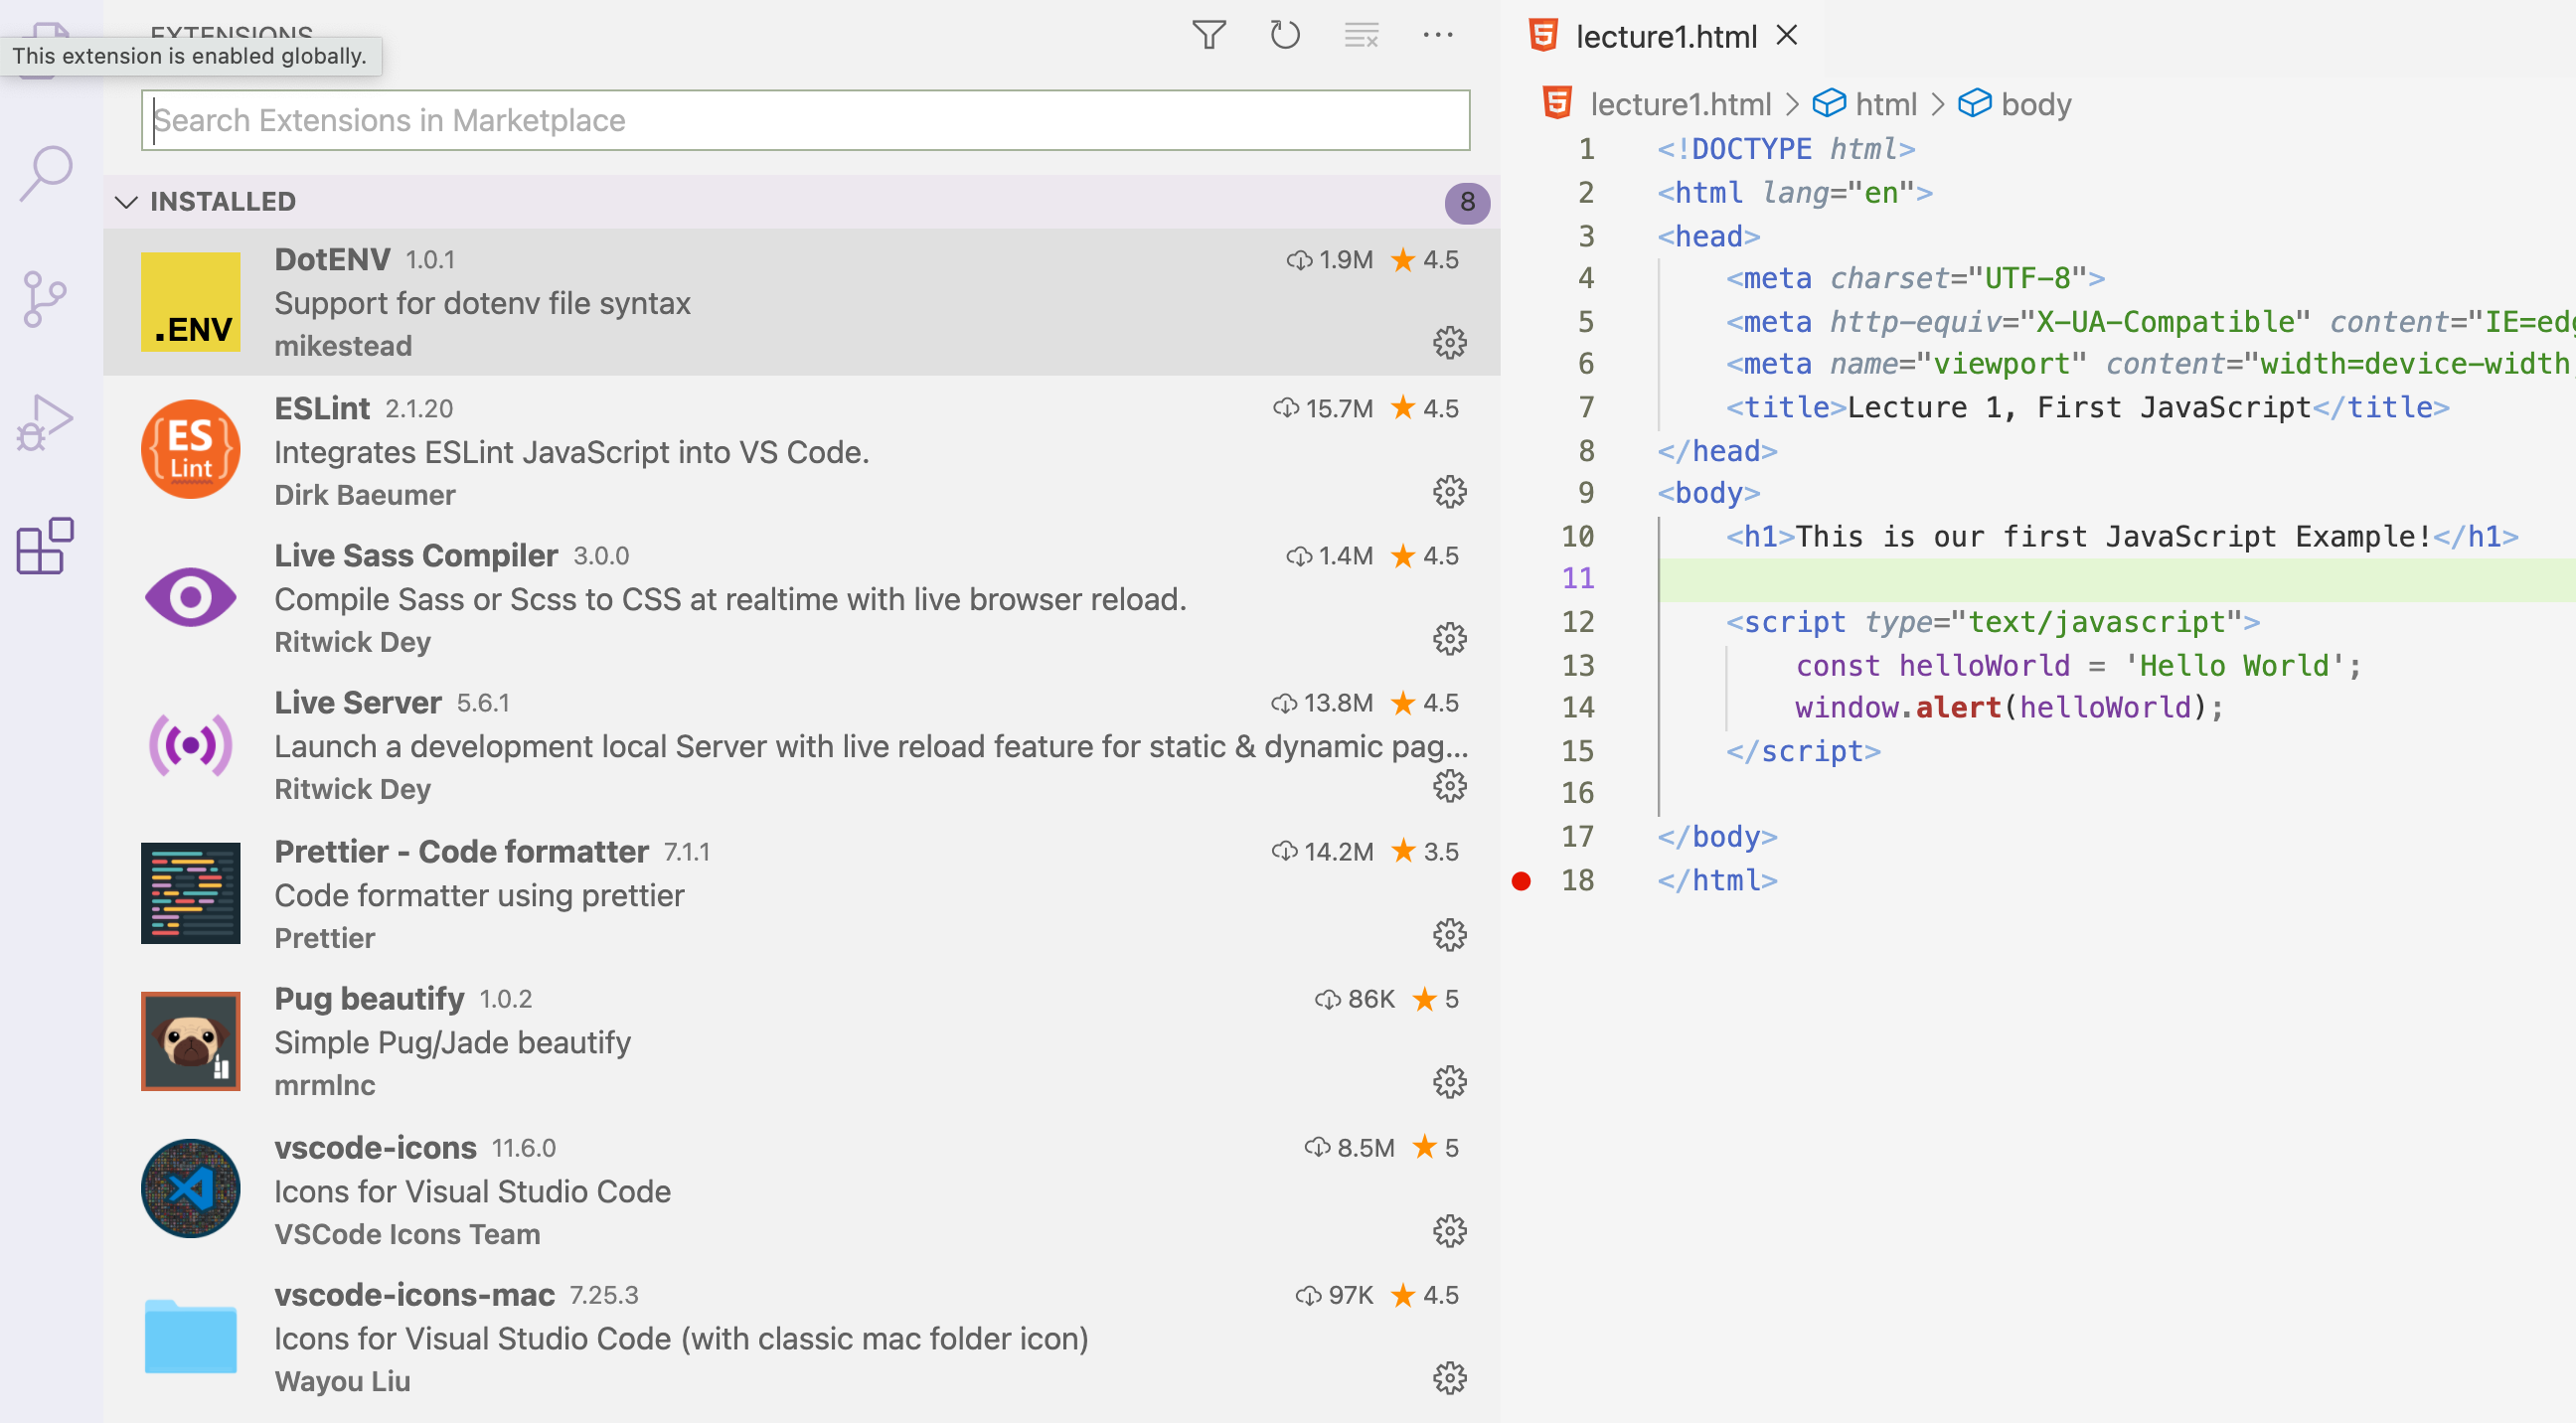 EXTENSIONS
This extension is enabled globally.
Search Extensions in Marketplace
INSTALLED 8
.ENV
DotENV 1.0.1 1.9M 4.5
Support for dotenv file syntax
mikestead
ES
Lint
ESLint 2.1.20 15.7M 4.5
Integrates ESLint JavaScript into VS Code.
Dirk Baeumer
Live Sass Compiler 3.0.0 1.4M 4.5
Compile Sass or Scss to CSS at realtime with live browser reload.
Ritwick Dey
Live Server 5.6.1 13.8M 4.5
Launch a development local Server with live reload feature for static & dynamic pag...
Ritwick Dey
Prettier - Code formatter 7.1.1 14.2M 3.5
Code formatter using prettier
Prettier
Pug beautify 1.0.2 86K 5
Simple Pug/Jade beautify
mrmlnc
vscode-icons 11.6.0 8.5M 5
Icons for Visual Studio Code
VSCode Icons Team
vscode-icons-mac 7.25.3 97K 4.5
Icons for Visual Studio Code (with classic mac folder icon)
Wayou Liu
5 lecture1.html
5 lecture1.html > html > body
1 <!DOCTYPE html>
2 <html lang="en">
3 <head>
4 <meta charset="UTF-8">
5 <meta http-equiv="X-UA-Compatible" content="IE=ed
6 <meta name="viewport" content="width=device-width
7 <title>Lecture 1, First JavaScript</title>
8 </head>
9 <body>
10 <h1>This is our first JavaScript Example!</h1>
11
12 <script type="text/javascript">
13 const helloWorld = 'Hello World';
14 window.alert(helloWorld);
15 </script>
16
17 </body>
18 </html>